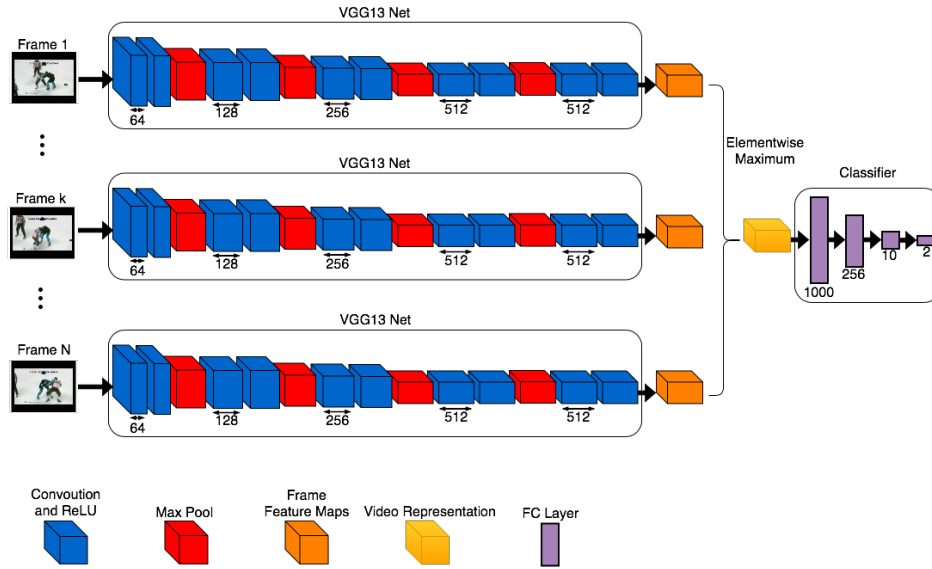 VGG13 Net
Frame 1
64
128
256
512
512
Elementwise
Maximum
VGG13 Net
Frame k
64
128
256
512
512
Classifier
1000
256
10
2
VGG13 Net
Frame N
64
128
256
512
512
Convoution
and ReLU
Max Pool
Frame
Feature Maps
Video Representation
FC Layer